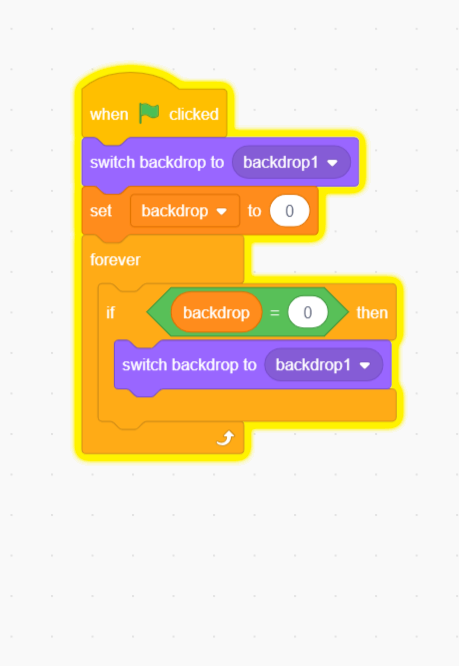 when clicked
switch backdrop to backdrop1
set backdrop to 0
forever
if backdrop = 0 then
switch backdrop to backdrop1